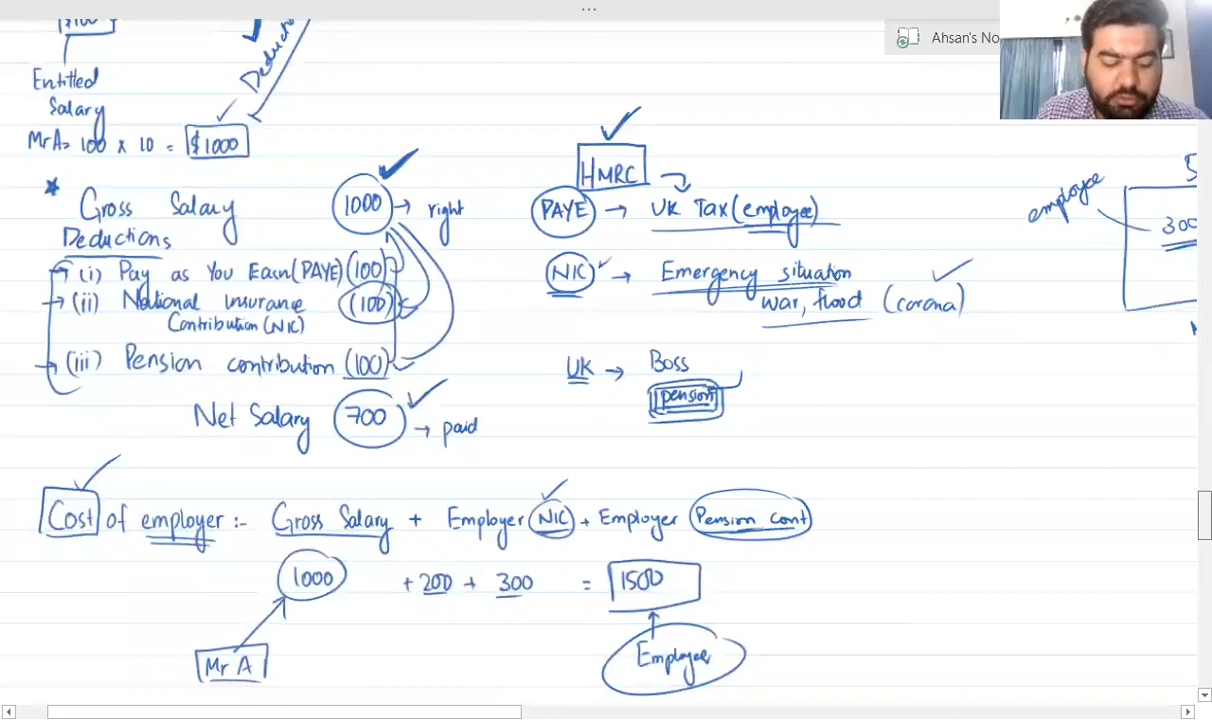 Ahsan's No
Deduct
Entitled
Salary
Mr A= 100 x 10 = $1000
HMRC
* Gross Salary 1000 → right
Deductions
(i) Pay as You Earn (PAYE) (100)
(ii) National insurance (100)
Contribution (NIC)
(iii) Pension contribution (100)
Net Salary 700 → paid
PAYE → UK Tax (employee)
NIC → Emergency situation
war, flood (corona)
UK → Boss
pension
employee
300
Cost of employer :- Gross Salary + Employer NIC + Employer Pension cont
1000 + 200 + 300 = 1500
Mr A
Employee